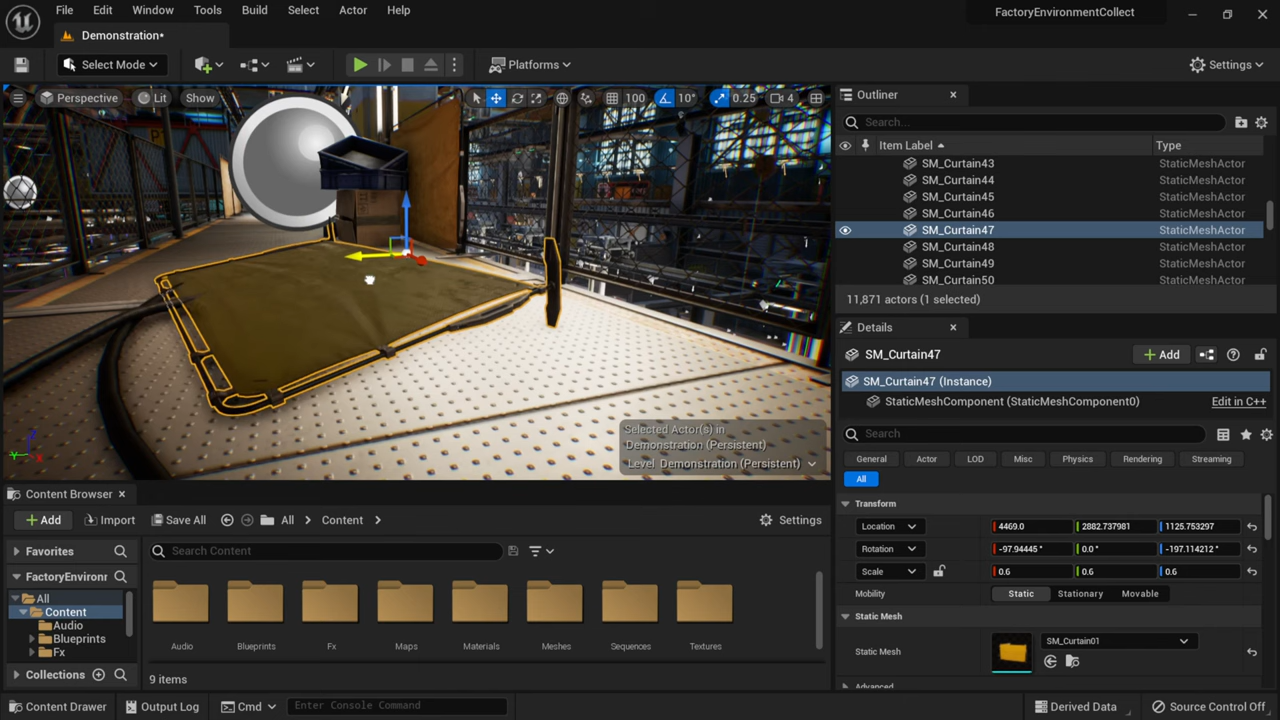 File Edit Window Tools Build Select Actor Help
FactoryEnvironmentCollect
Demonstration*
Select Mode
Platforms
Settings
Perspective Lit Show
100 10° 0.25 4
Selected Actor(s) in
Demonstration (Persistent)
Level Demonstration (Persistent)
Outliner
Search...
Item Label Type
SM_Curtain43 StaticMeshActor
SM_Curtain44 StaticMeshActor
SM_Curtain45 StaticMeshActor
SM_Curtain46 StaticMeshActor
SM_Curtain47 StaticMeshActor
SM_Curtain48 StaticMeshActor
SM_Curtain49 StaticMeshActor
SM_Curtain50 StaticMeshActor
11,871 actors (1 selected)
Details
SM_Curtain47
Add
SM_Curtain47 (Instance)
StaticMeshComponent (StaticMeshComponent0) Edit in C++
Search
General Actor LOD Misc Physics Rendering Streaming
All
Transform
Location 4469.0 2882.737981 1125.753297
Rotation -97.94445 ° 0.0 ° -197.114212 °
Scale 0.6 0.6 0.6
Mobility Static Stationary Movable
Static Mesh
Static Mesh SM_Curtain01
Advanced
Content Browser
Add Import Save All All Content Settings
Favorites
Search Content
FactoryEnvironr
All
Content
Audio
Blueprints
Fx
Collections
Audio Blueprints Fx Maps Materials Meshes Sequences Textures
9 items
Content Drawer Output Log Cmd Enter Console Command Derived Data Source Control Off